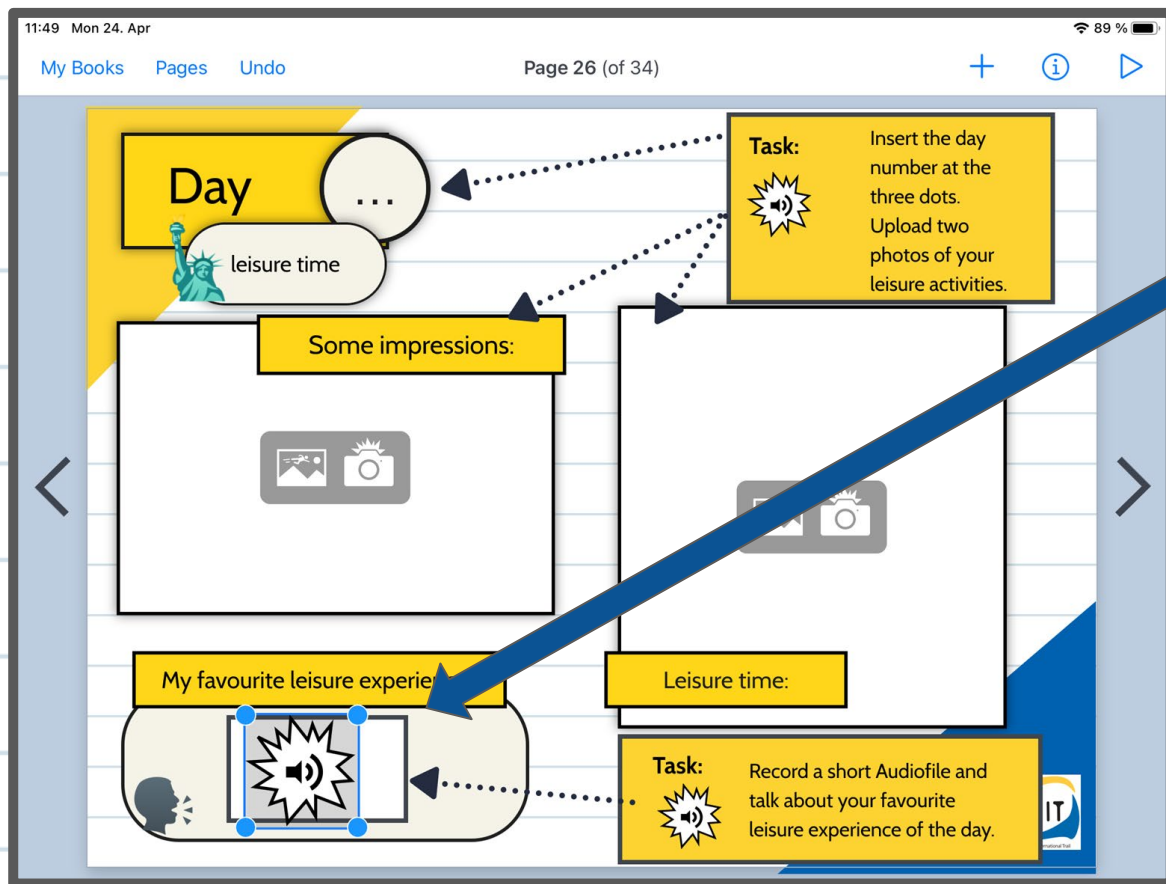 11:49 Mon 24. Apr
89 %
My Books Pages Undo
Page 26 (of 34)
Day
...
leisure time
Task:
Insert the day
number at the
three dots.
Upload two
photos of your
leisure activities.
Some impressions:
My favourite leisure
Leisure time:
Task:
Record a short Audiofile and
talk about your favourite
leisure experience of the day.
IT